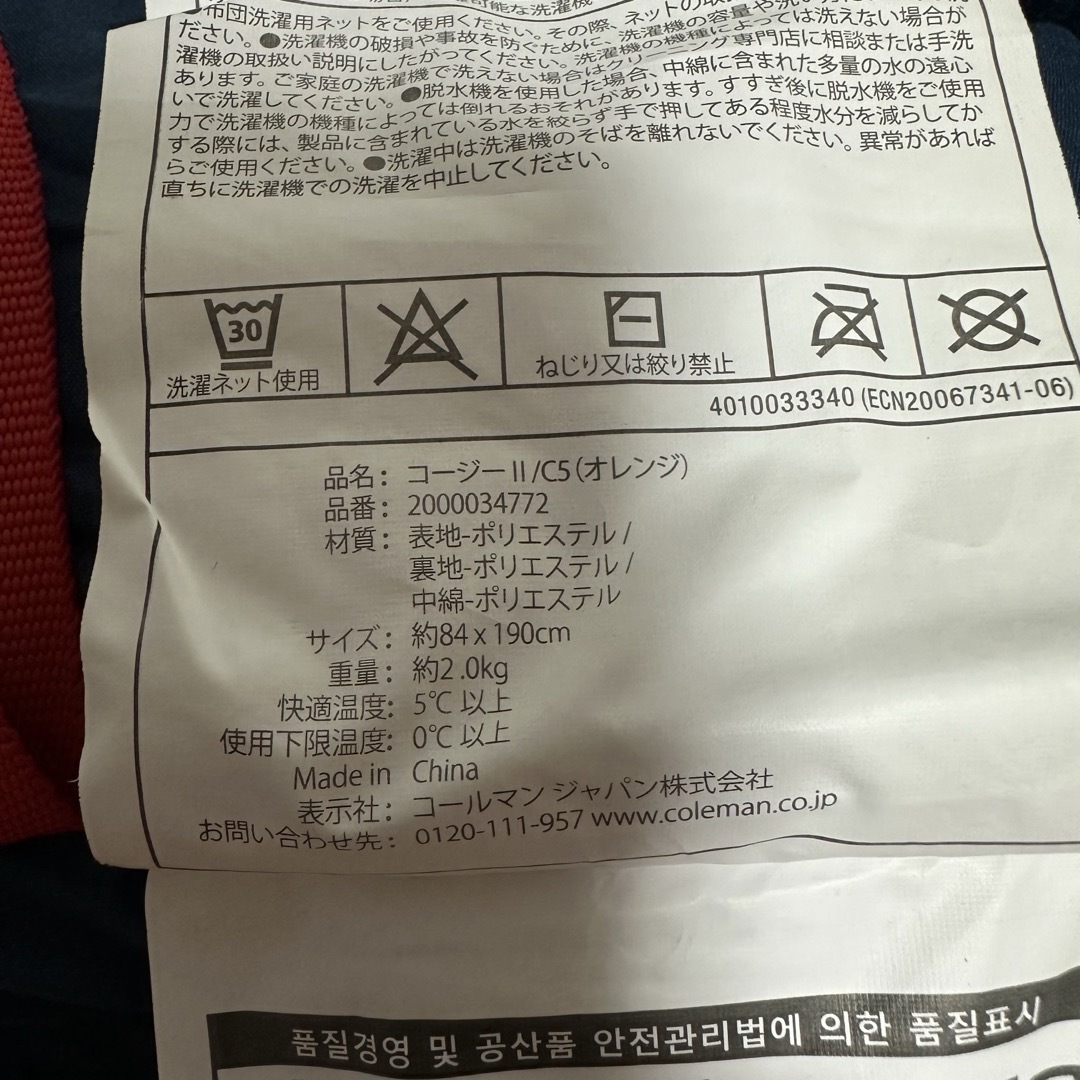 可能な洗濯機
布団洗濯用ネットをご使用ください。その際、ネットの取
ださい。●洗濯機の破損や事故を防ぐために、洗濯機の容量や洗い
濯機の取扱い説明にしたがってください。洗濯機の機種によっては洗えない場合が
あります。ご家庭の洗濯機で洗えない場合はクリーニング専門店に相談または手洗
いで洗濯してください。●脱水機を使用した場合、中綿に含まれた多量の水の遠心
力で洗濯機の機種によっては倒れるおそれがあります。すすぎ後に脱水機をご使用
する際には、製品に含まれている水を絞らず手で押してある程度水分を減らしてか
らご使用ください。●洗濯中は洗濯機のそばを離れないでください。異常があれば
直ちに洗濯機での洗濯を中止してください。
30
洗濯ネット使用
ねじり又は絞り禁止
4010033340 (ECN20067341-06)
品名: コージーⅡ/C5(オレンジ)
品番: 2000034772
材質: 表地-ポリエステル /
裏地-ポリエステル /
中綿-ポリエステル
サイズ: 約84 x 190cm
重量: 約2.0kg
快適温度: 5℃ 以上
使用下限温度: 0℃ 以上
Made in China
表示社: コールマン ジャパン株式会社
お問い合わせ先: 0120-111-957 www.coleman.co.jp
품질경영 및 공산품 안전관리법에 의한 품질표시